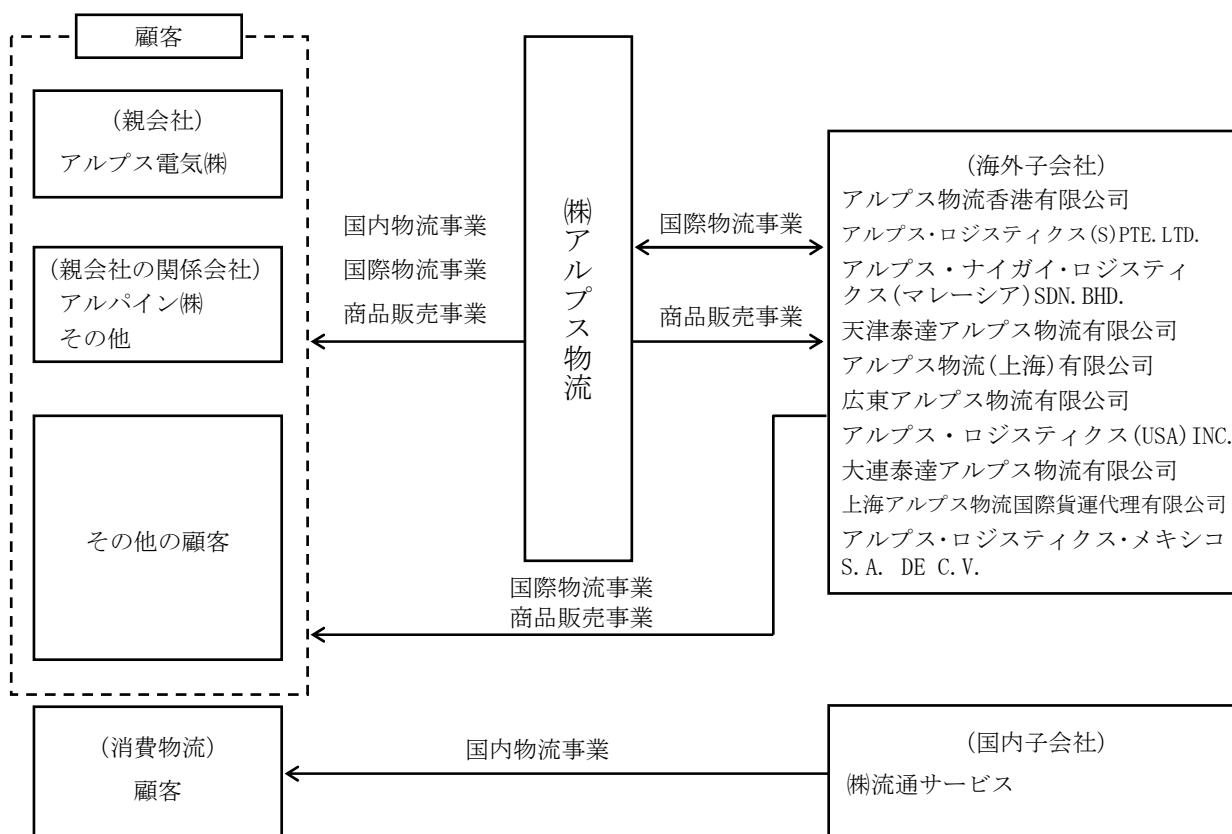 顧客
(親会社)
アルプス電気㈱
(親会社の関係会社)
アルパイン㈱
その他
その他の顧客
国内物流事業
国際物流事業
商品販売事業
㈱アルプス物流
国際物流事業
商品販売事業
(海外子会社)
アルプス物流香港有限公司
アルプス・ロジスティクス(S)PTE.LTD.
アルプス・ナイガイ・ロジスティ
クス(マレーシア)SDN.BHD.
天津泰達アルプス物流有限公司
アルプス物流(上海)有限公司
広東アルプス物流有限公司
アルプス・ロジスティクス(USA)INC.
大連泰達アルプス物流有限公司
上海アルプス物流国際貨運代理有限公司
アルプス・ロジスティクス・メキシコ
S.A. DE C.V.
国際物流事業
商品販売事業
(消費物流)
顧客
国内物流事業
(国内子会社)
㈱流通サービス